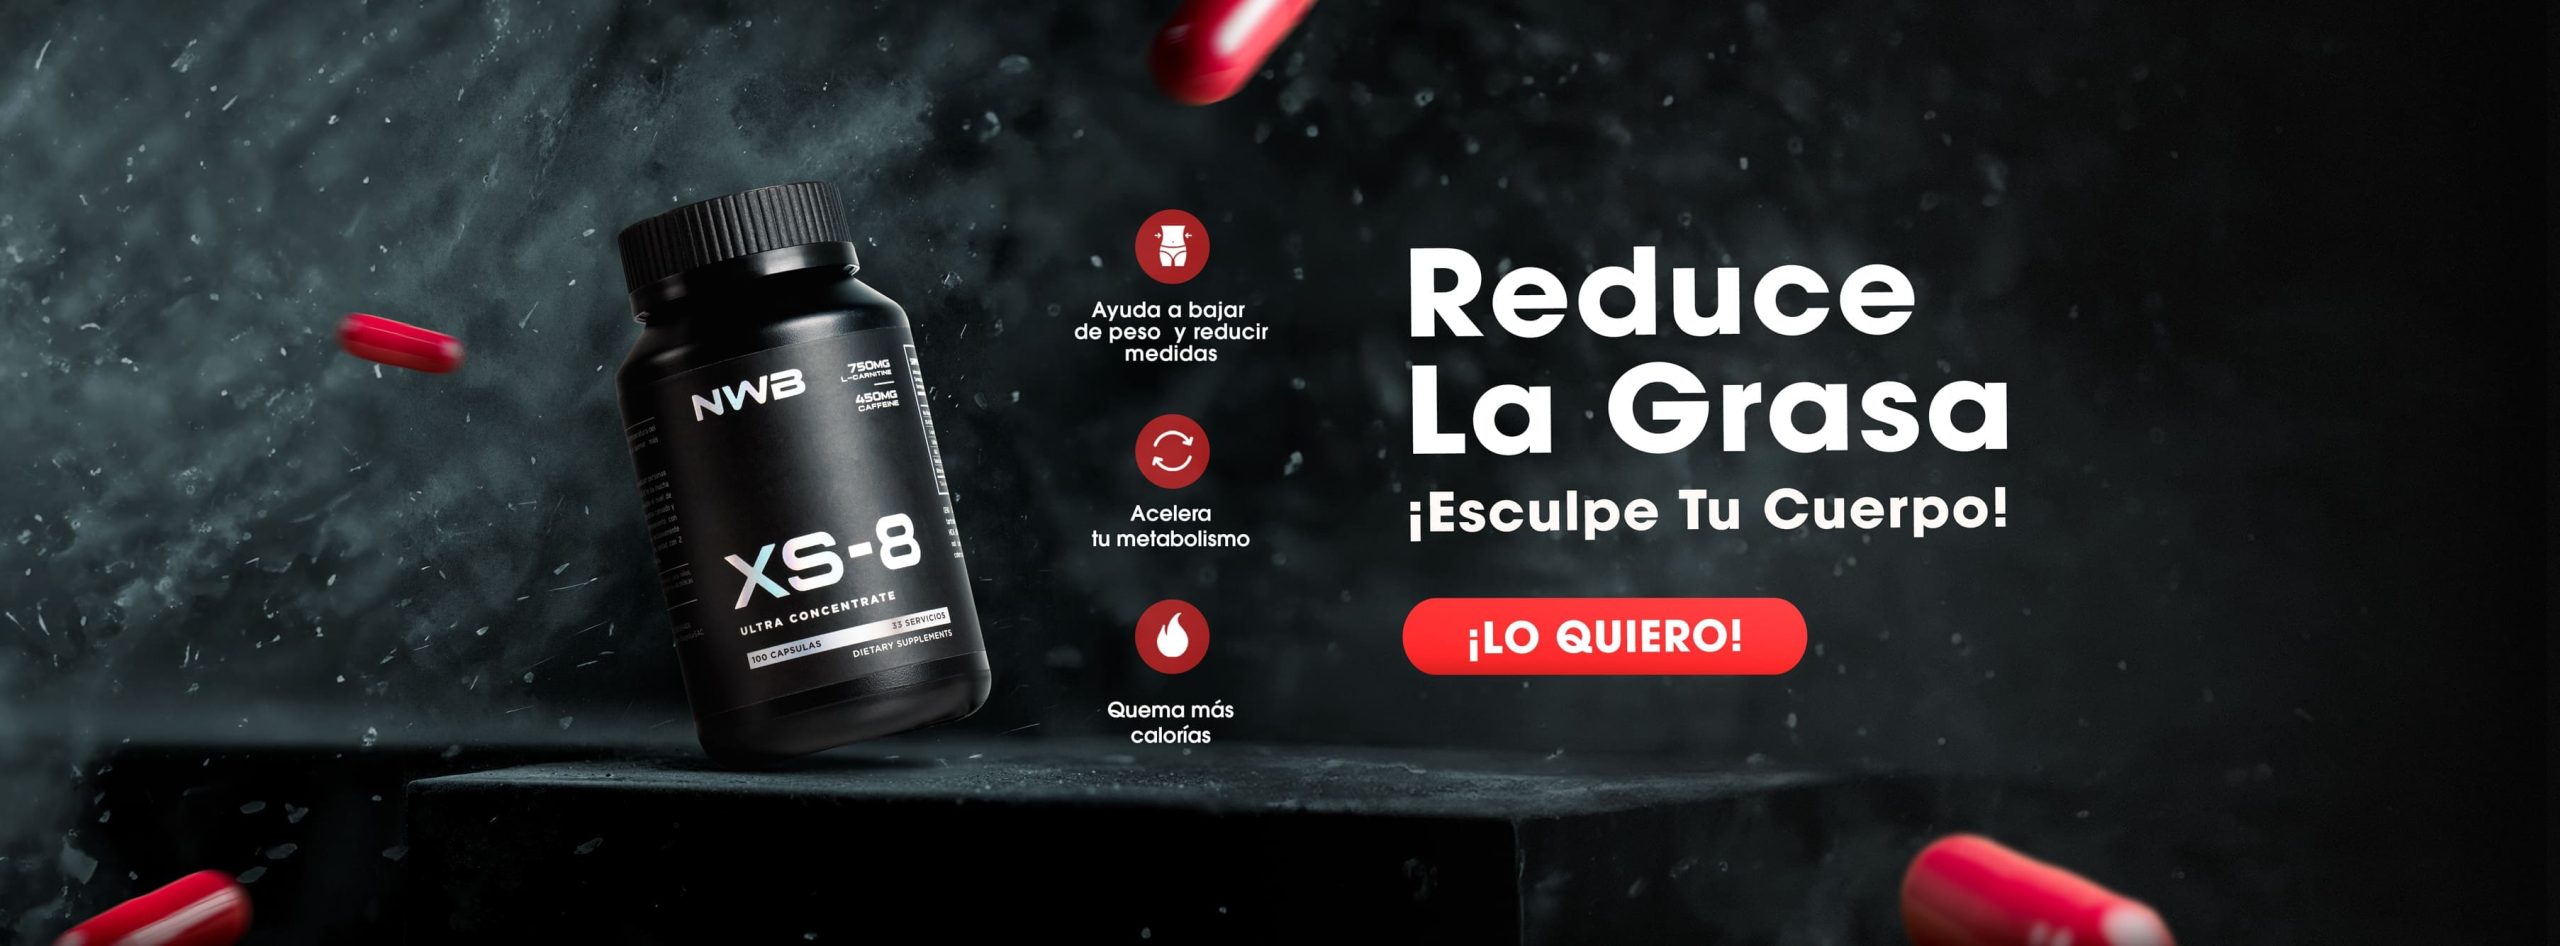 NWB
750MG
L-CARNITINE
450MG
CAFFEINE
XS-8
ULTRA CONCENTRATE
100 CAPSULAS
33 SERVICIOS
DIETARY SUPPLEMENTS
Ayuda a bajar
de peso y reducir
medidas
Acelera
tu metabolismo
Quema más
calorías
Reduce
La Grasa
¡Esculpe Tu Cuerpo!
¡LO QUIERO!